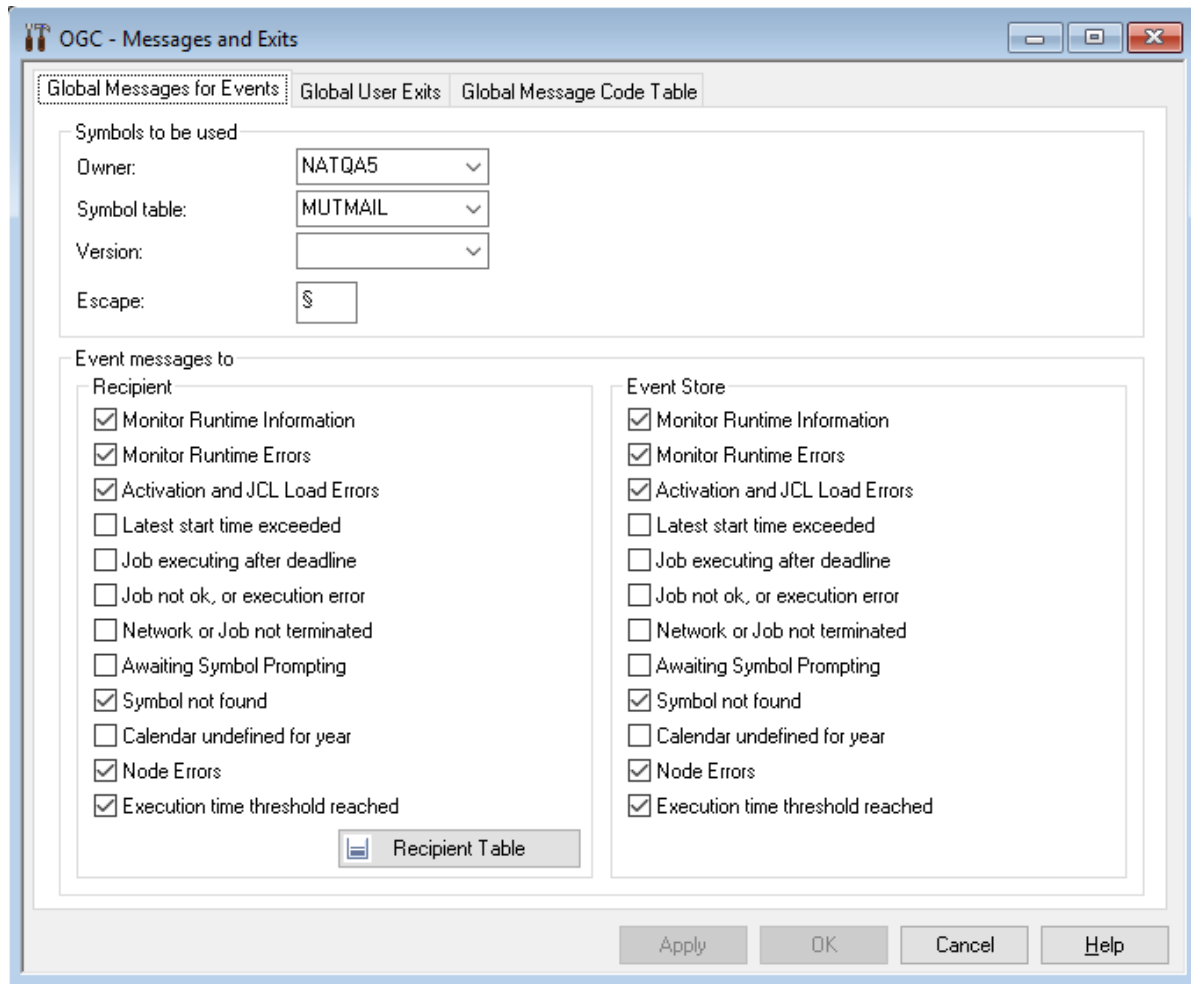 OGC - Messages and Exits
Global Messages for Events Global User Exits Global Message Code Table
Symbols to be used
Owner: NATQA5
Symbol table: MUTMAIL
Version:
Escape: §
Event messages to
Recipient
Monitor Runtime Information
Monitor Runtime Errors
Activation and JCL Load Errors
Latest start time exceeded
Job executing after deadline
Job not ok, or execution error
Network or Job not terminated
Awaiting Symbol Prompting
Symbol not found
Calendar undefined for year
Node Errors
Execution time threshold reached
Recipient Table
Event Store
Monitor Runtime Information
Monitor Runtime Errors
Activation and JCL Load Errors
Latest start time exceeded
Job executing after deadline
Job not ok, or execution error
Network or Job not terminated
Awaiting Symbol Prompting
Symbol not found
Calendar undefined for year
Node Errors
Execution time threshold reached
Apply OK Cancel Help